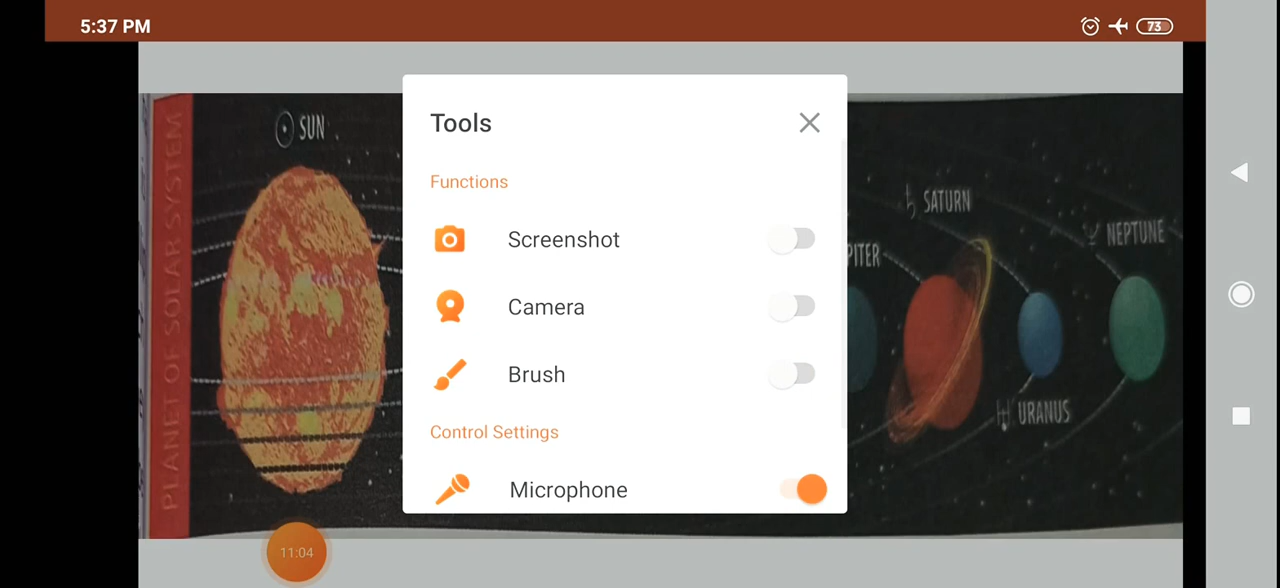 5:37 PM
73
PLANET OF SOLAR SYSTEM
SUN
Tools
Functions
Screenshot
Camera
Brush
Control Settings
Microphone
PITER
SATURN
URANUS
NEPTUNE
11:04